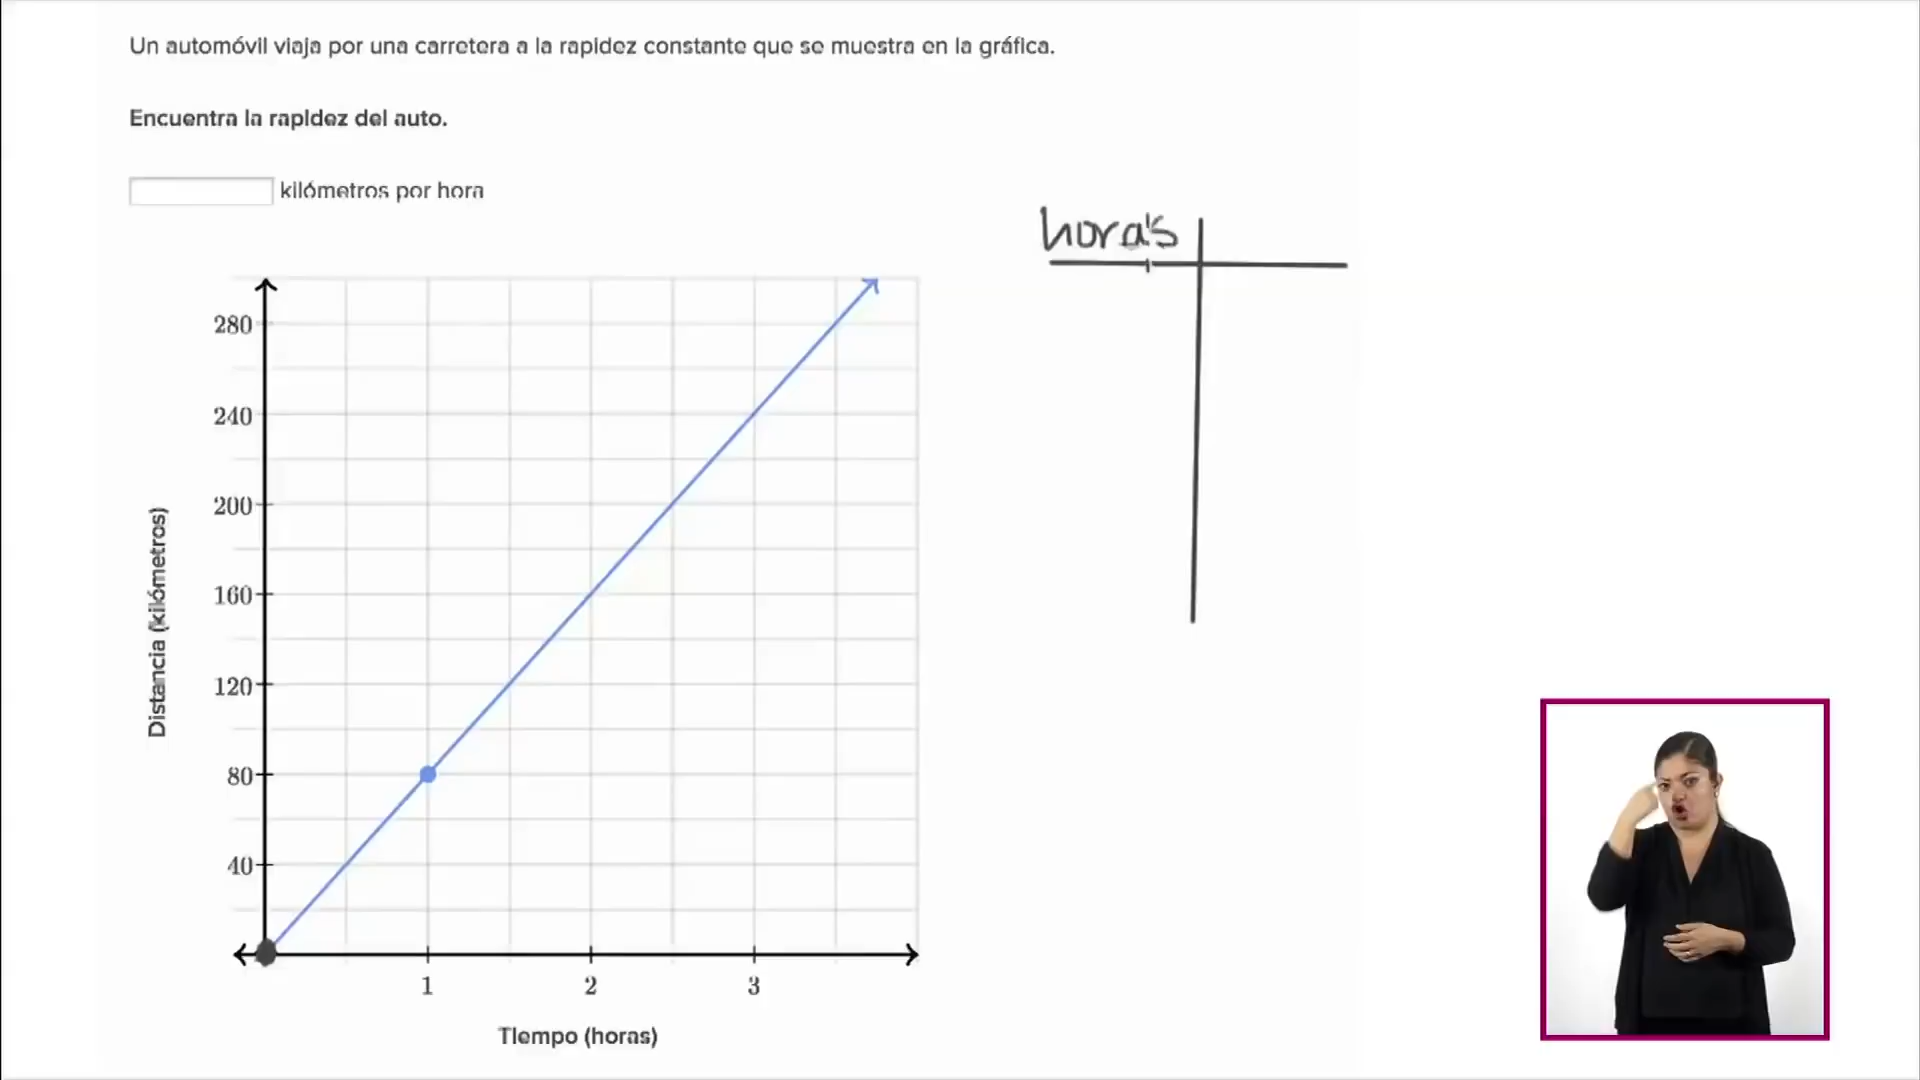 Un automóvil viaja por una carretera a la rapidez constante que se muestra en la gráfica.
Encuentra la rapidez del auto.
kilómetros por hora
horas
280
240
200
160
120
80
40
Distancia (kilómetros)
1 2 3
Tiempo (horas)